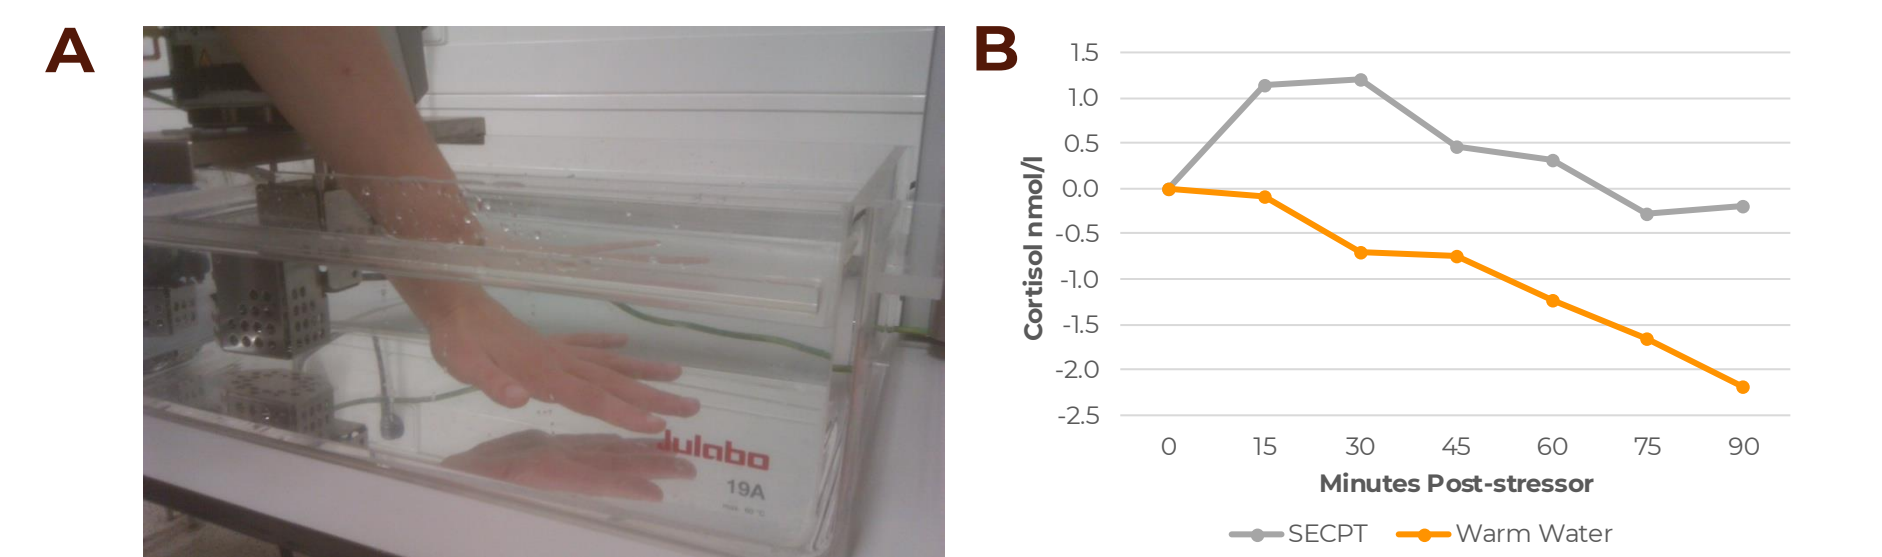 A
Julabo
19A
B
1.5
1.0
0.5
0.0
-0.5
-1.0
-1.5
-2.0
-2.5
Cortisol nmol/l
0 15 30 45 60 75 90
Minutes Post-stressor
SECPT Warm Water